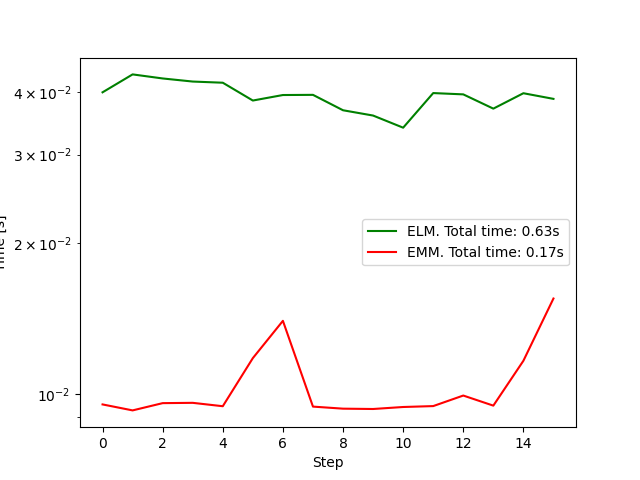 4 × 10⁻²
3 × 10⁻²
2 × 10⁻²
10⁻²
Time [s]
ELM. Total time: 0.63s
EMM. Total time: 0.17s
0 2 4 6 8 10 12 14
Step